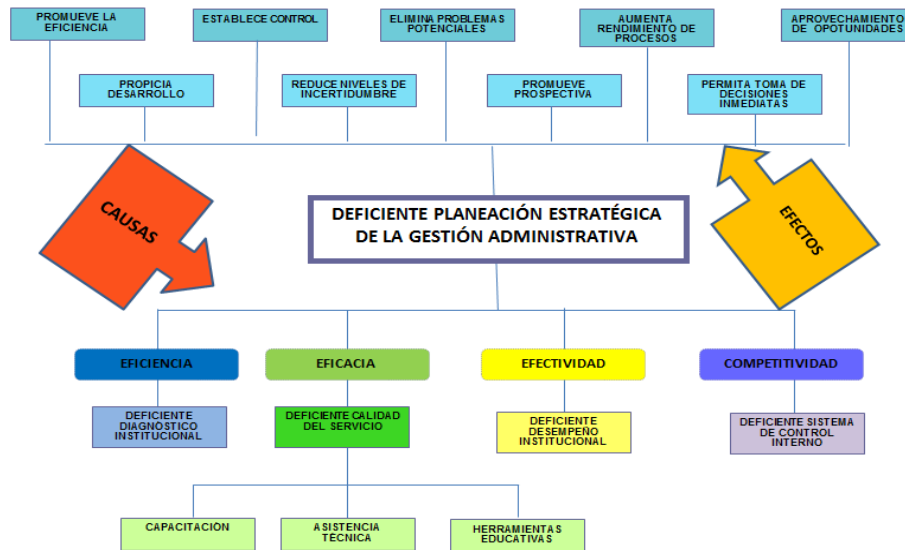 PROMUEVE LA
EFICIENCIA
ESTABLECE CONTROL
ELIMINA PROBLEMAS
POTENCIALES
AUMENTA
RENDIMIENTO DE
PROCESOS
APROVECHAMIENTO
DE OPOTUNIDADES
PROPICIA
DESARROLLO
REDUCE NIVELES DE
INCERTIDUMBRE
PROMUEVE
PROSPECTIVA
PERMITA TOMA DE
DECISIONES
INMEDIATAS
CAUSAS
DEFICIENTE PLANEACIÓN ESTRATÉGICA
DE LA GESTIÓN ADMINISTRATIVA
EFECTOS
EFICIENCIA
EFICACIA
EFECTIVIDAD
COMPETITIVIDAD
DEFICIENTE
DIAGNÓSTICO
INSTITUCIONAL
DEFICIENTE CALIDAD
DEL SERVICIO
DEFICIENTE
DESEMPEÑO
INSTITUCIONAL
DEFICIENTE SISTEMA
DE CONTROL
INTERNO
CAPACITACIÓN
ASISTENCIA
TÉCNICA
HERRAMIENTAS
EDUCATIVAS